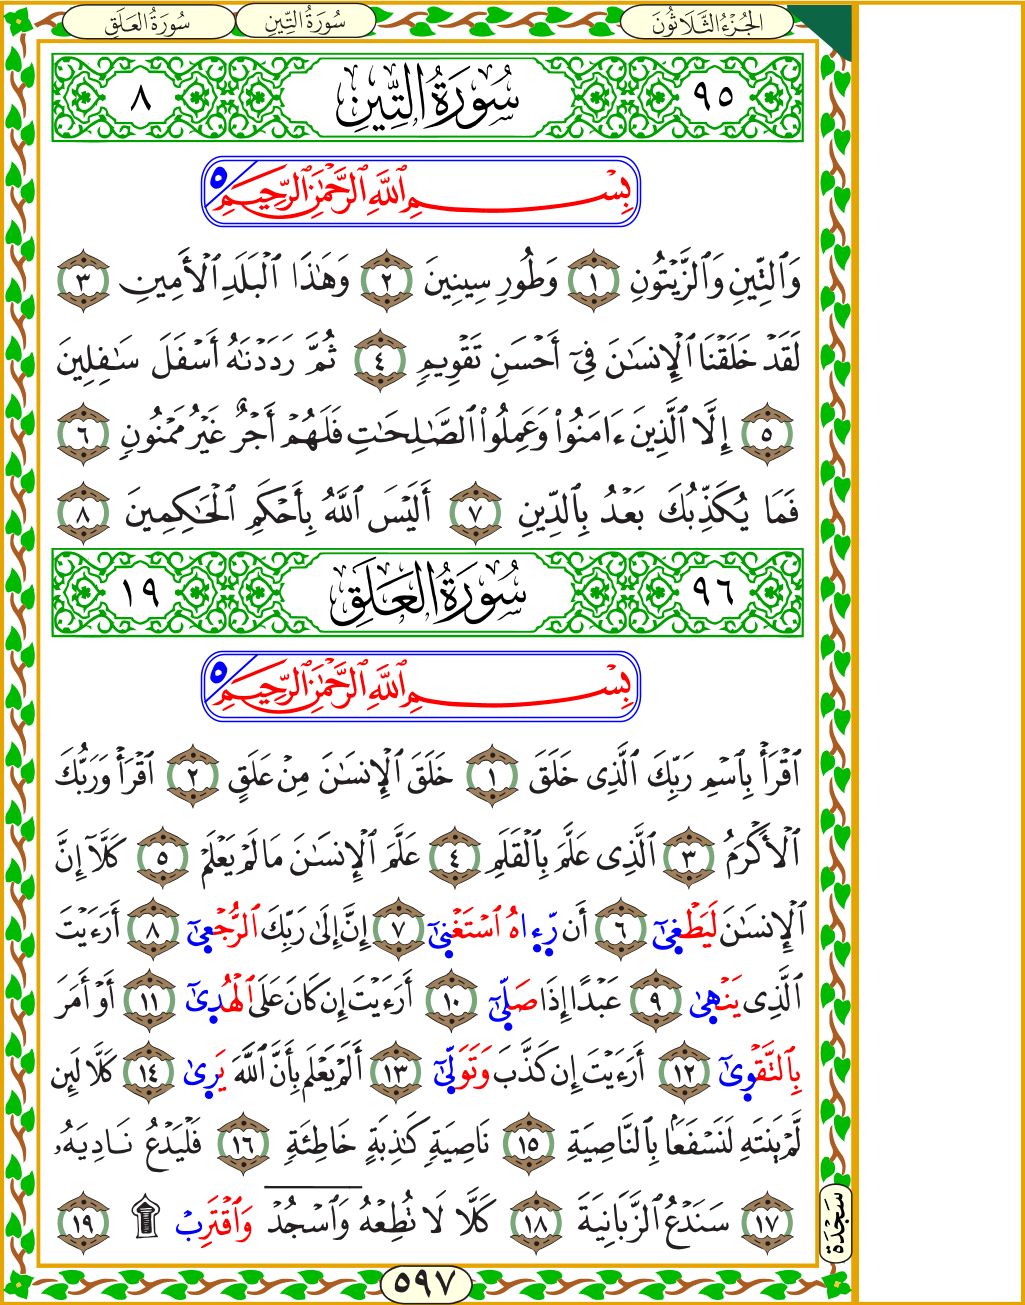 الجُزْءُ الثَّلَاثُونَ سُورَةُ التِّينِ سُورَةُ العَلَقِ
٩٥ سُورَةُ التِّينِ ٨
بِسْمِ ٱللَّهِ ٱلرَّحْمَٰنِ ٱلرَّحِيمِ ٥
وَٱلتِّينِ وَٱلزَّيْتُونِ ١ وَطُورِ سِينِينَ ٢ وَهَٰذَا ٱلْبَلَدِ ٱلْأَمِينِ ٣
لَقَدْ خَلَقْنَا ٱلْإِنسَٰنَ فِىٓ أَحْسَنِ تَقْوِيمٍ ٤ ثُمَّ رَدَدْنَٰهُ أَسْفَلَ سَٰفِلِينَ
٥ إِلَّا ٱلَّذِينَ ءَامَنُوا۟ وَعَمِلُوا۟ ٱلصَّٰلِحَٰتِ فَلَهُمْ أَجْرٌ غَيْرُ مَمْنُونٍ ٦
فَمَا يُكَذِّبُكَ بَعْدُ بِٱلدِّينِ ٧ أَلَيْسَ ٱللَّهُ بِأَحْكَمِ ٱلْحَٰكِمِينَ ٨
٩٦ سُورَةُ العَلَقِ ١٩
بِسْمِ ٱللَّهِ ٱلرَّحْمَٰنِ ٱلرَّحِيمِ ٥
ٱقْرَأْ بِٱسْمِ رَبِّكَ ٱلَّذِى خَلَقَ ١ خَلَقَ ٱلْإِنسَٰنَ مِنْ عَلَقٍ ٢ ٱقْرَأْ وَرَبُّكَ
ٱلْأَكْرَمُ ٣ ٱلَّذِى عَلَّمَ بِٱلْقَلَمِ ٤ عَلَّمَ ٱلْإِنسَٰنَ مَا لَمْ يَعْلَمْ ٥ كَلَّآ إِنَّ
ٱلْإِنسَٰنَ لَيَطْغِىٰٓ ٦ أَن رِّءِاهُ ٱسْتَغْنِىٰٓ ٧ إِنَّ إِلَىٰ رَبِّكَ ٱلرُّجْعِىٰٓ ٨ أَرَءَيْتَ
ٱلَّذِى يَنْهِىٰ ٩ عَبْدًا إِذَا صَلِّىٰٓ ١٠ أَرَءَيْتَ إِن كَانَ عَلَى ٱلْهُدِىٰٓ ١١ أَوْ أَمَرَ
بِٱلتَّقْوِىٰٓ ١٢ أَرَءَيْتَ إِن كَذَّبَ وَتَوَلِّىٰٓ ١٣ أَلَمْ يَعْلَم بِأَنَّ ٱللَّهَ يَرِىٰ ١٤ كَلَّا لَئِن
لَّمْ يَنتَهِ لَنَسْفَعًۢا بِٱلنَّاصِيَةِ ١٥ نَاصِيَةٍ كَٰذِبَةٍ خَاطِئَةٍ ١٦ فَلْيَدْعُ نَادِيَهُۥ
١٧ سَنَدْعُ ٱلزَّبَانِيَةَ ١٨ كَلَّا لَا تُطِعْهُ وَٱسْجُدْ وَٱقْتَرِبْ ۩ ١٩
سَجْدَة
٥٩٧